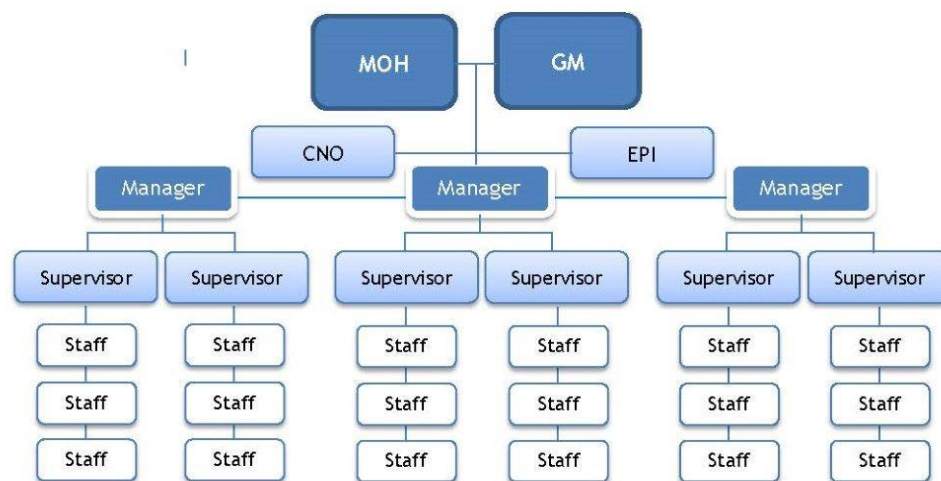 MOH GM
CNO EPI
Manager Manager Manager
Supervisor Supervisor Supervisor Supervisor Supervisor Supervisor
Staff Staff Staff Staff Staff Staff
Staff Staff Staff Staff Staff Staff
Staff Staff Staff Staff Staff Staff